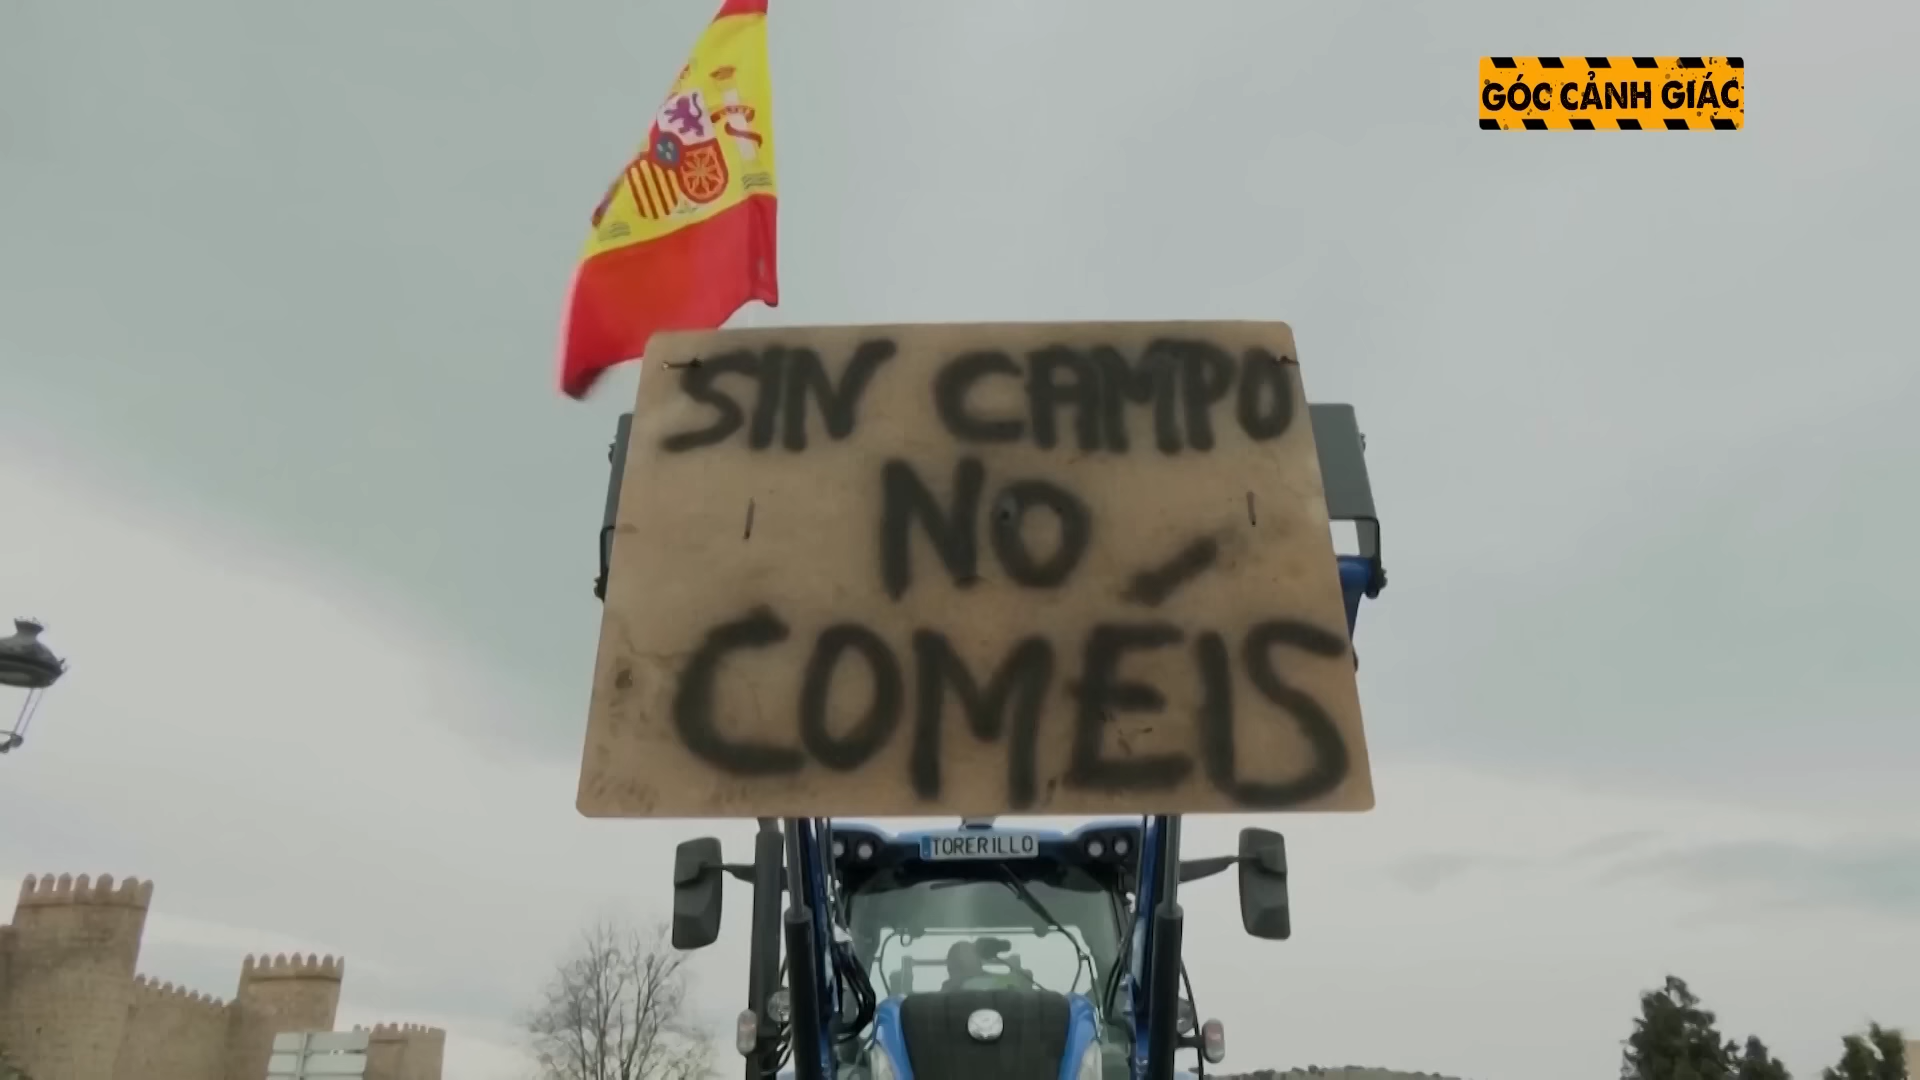 GÓC CẢNH GIÁC
SIN CAMPO
NO
COMÉIS
TORERILLO